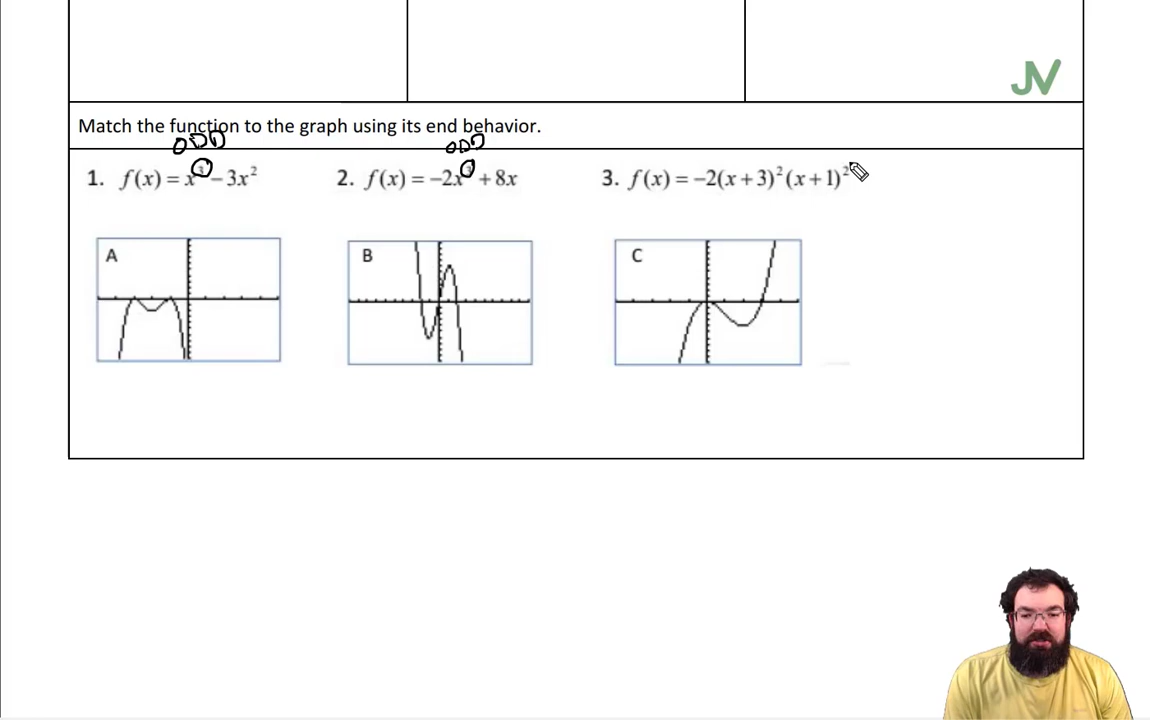 JV
Match the function to the graph using its end behavior.
ODD ODD
1. f(x) = x³ − 3x² 2. f(x) = −2x³ + 8x 3. f(x) = −2(x + 3)²(x + 1)²
A B C